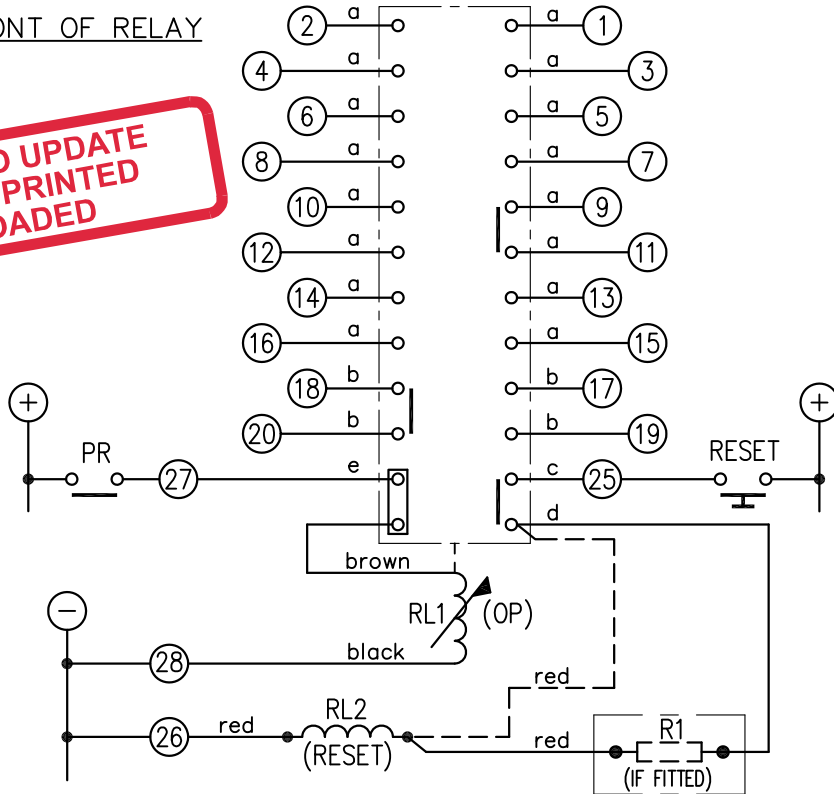 ONT OF RELAY
D UPDATE
PRINTED
OADED
2 a a 1
4 a a 3
6 a a 5
8 a a 7
10 a a 9
12 a a 11
14 a a 13
16 a a 15
18 b b 17
20 b b 19
+ +
PR RESET
27 e c 25
d
brown
− RL1 (OP)
28 black
red
26 red RL2 red R1
(RESET) (IF FITTED)